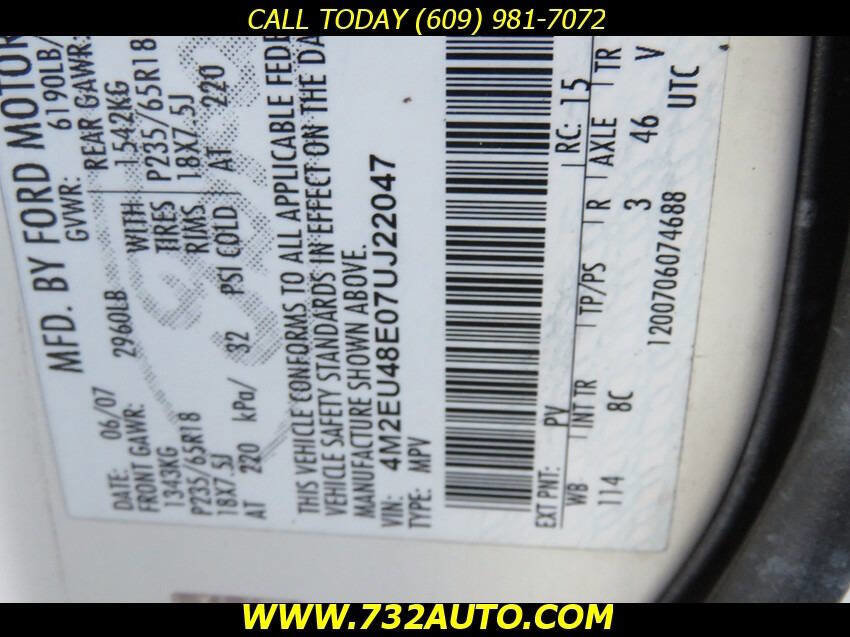 CALL TODAY (609) 981-7072
MFD. BY FORD MOTOR
DATE: 06/07 GVWR: 6190LB/
FRONT GAWR: 2960LB REAR GAWR:
1343KG WITH 1542KG
P235/65R18 TIRES P235/65R18
18X7.5J RIMS 18X7.5J
AT 220 kPa/ 32 PSI COLD AT 220
THIS VEHICLE CONFORMS TO ALL APPLICABLE FEDE
VEHICLE SAFETY STANDARDS IN EFFECT ON THE DA
MANUFACTURE SHOWN ABOVE.
VIN: 4M2EU48E07UJ22047
TYPE: MPV
EXT PNT: PV RC: 15
WB INT TR TP/PS R AXLE TR
114 8C 3 46 V
1200706074688 UTC
WWW.732AUTO.COM